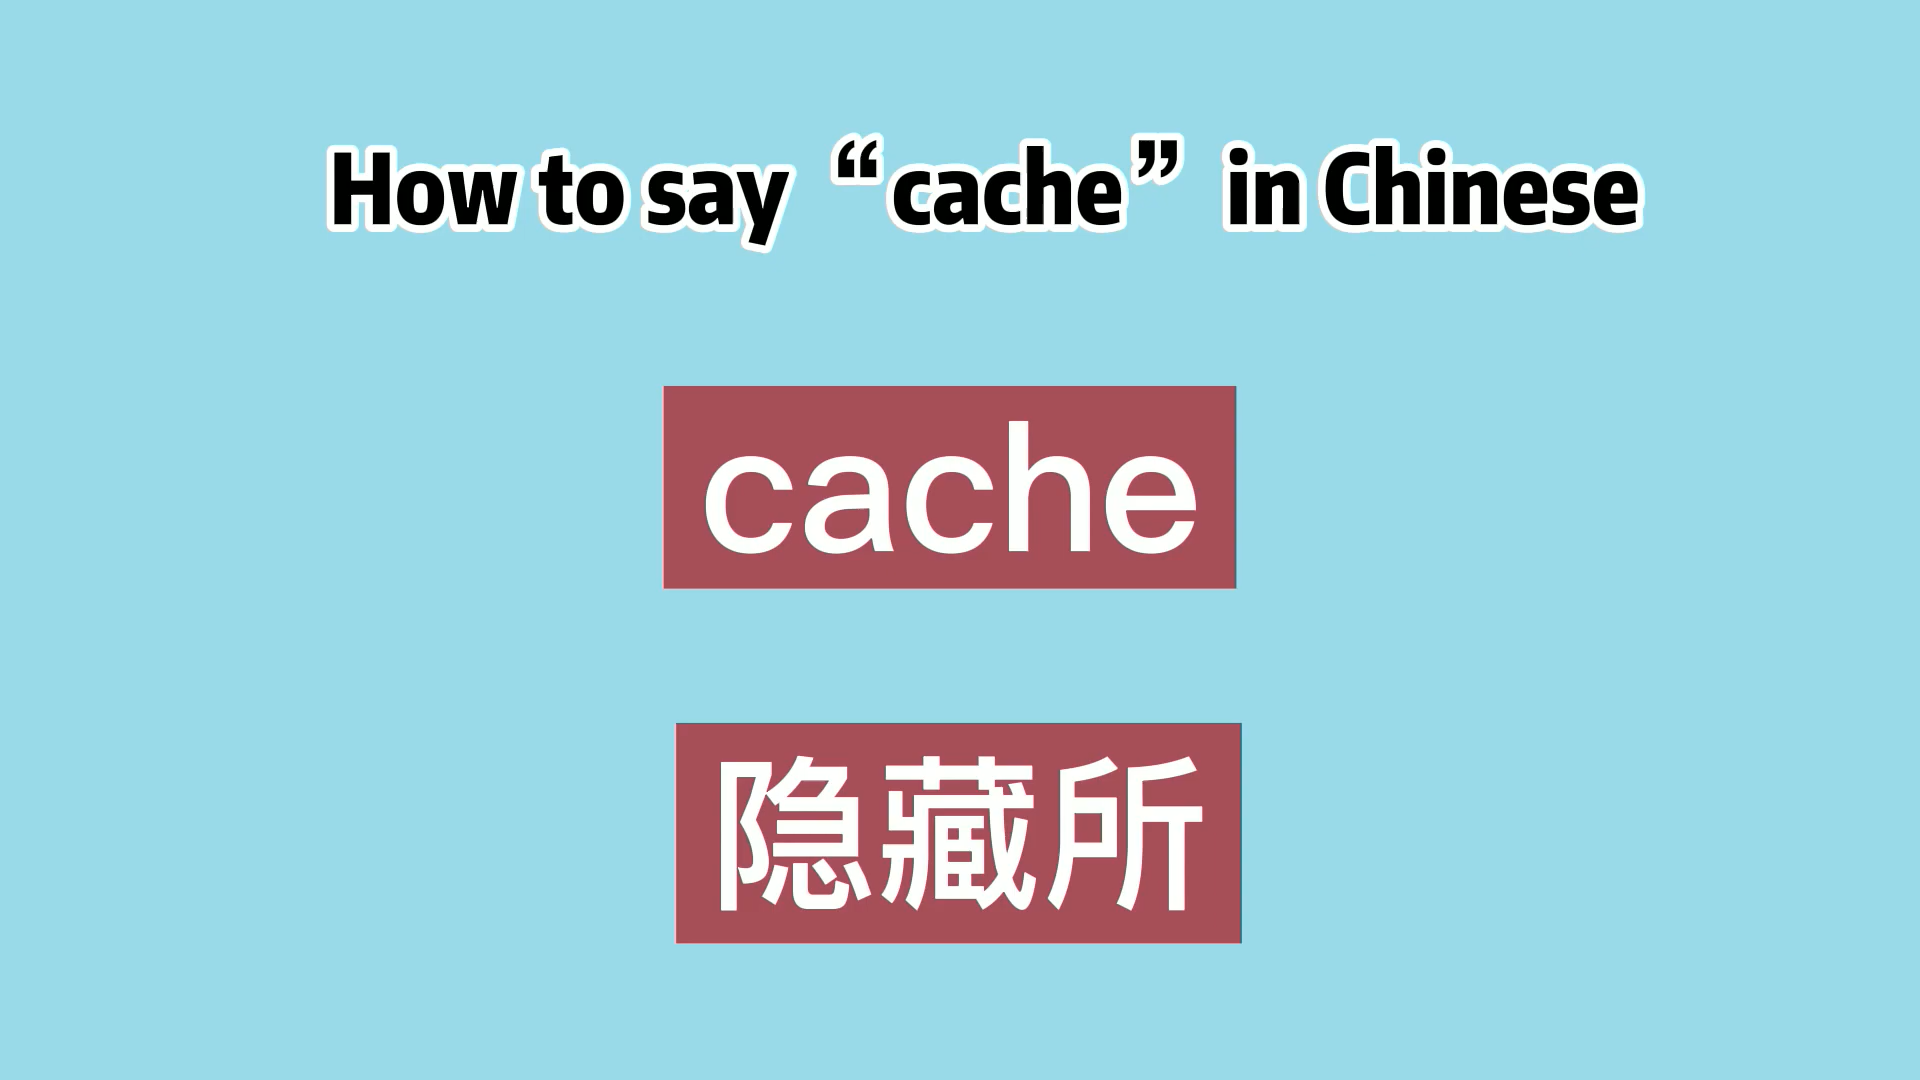 How to say “cache” in Chinese
cache
隐藏所